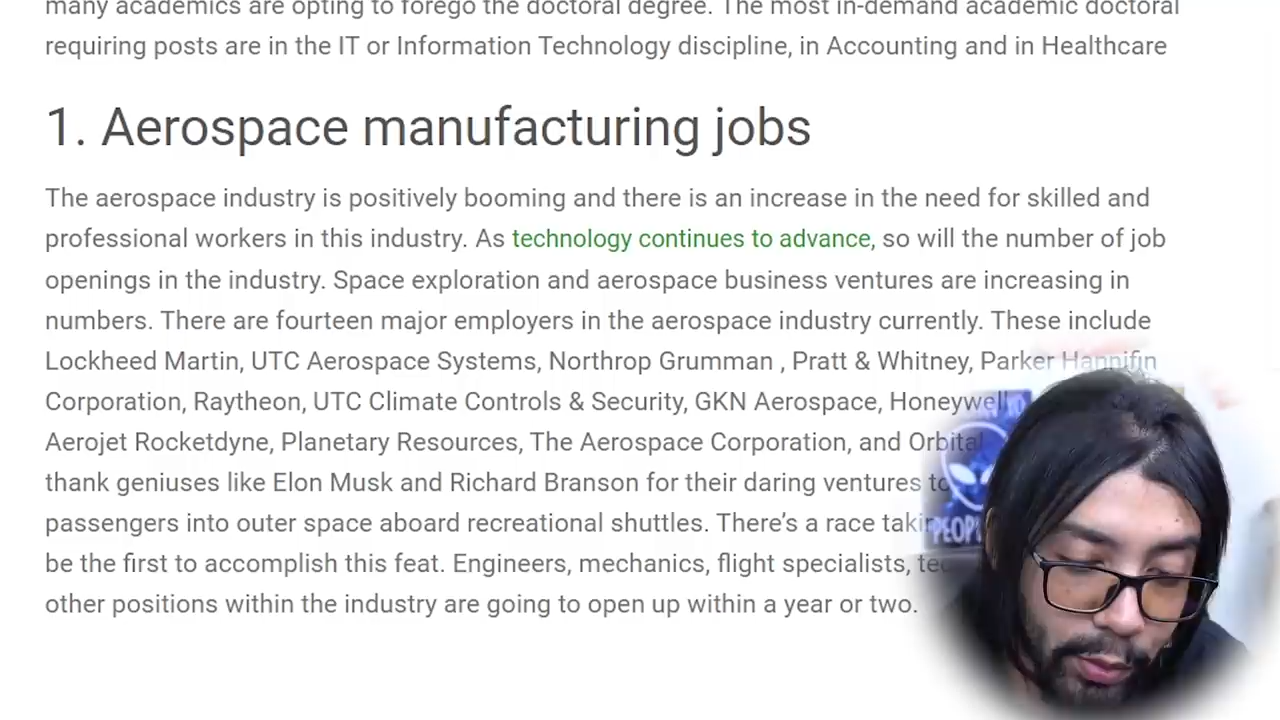 many academics are opting to forego the doctoral degree. The most in-demand academic doctoral
requiring posts are in the IT or Information Technology discipline, in Accounting and in Healthcare
1. Aerospace manufacturing jobs
The aerospace industry is positively booming and there is an increase in the need for skilled and
professional workers in this industry. As technology continues to advance, so will the number of job
openings in the industry. Space exploration and aerospace business ventures are increasing in
numbers. There are fourteen major employers in the aerospace industry currently. These include
Lockheed Martin, UTC Aerospace Systems, Northrop Grumman , Pratt & Whitney, Parker Hannifin
Corporation, Raytheon, UTC Climate Controls & Security, GKN Aerospace, Honeywell
Aerojet Rocketdyne, Planetary Resources, The Aerospace Corporation, and Orbital
thank geniuses like Elon Musk and Richard Branson for their daring ventures to
passengers into outer space aboard recreational shuttles. There's a race
be the first to accomplish this feat. Engineers, mechanics, flight specialists,
other positions within the industry are going to open up within a year or two.